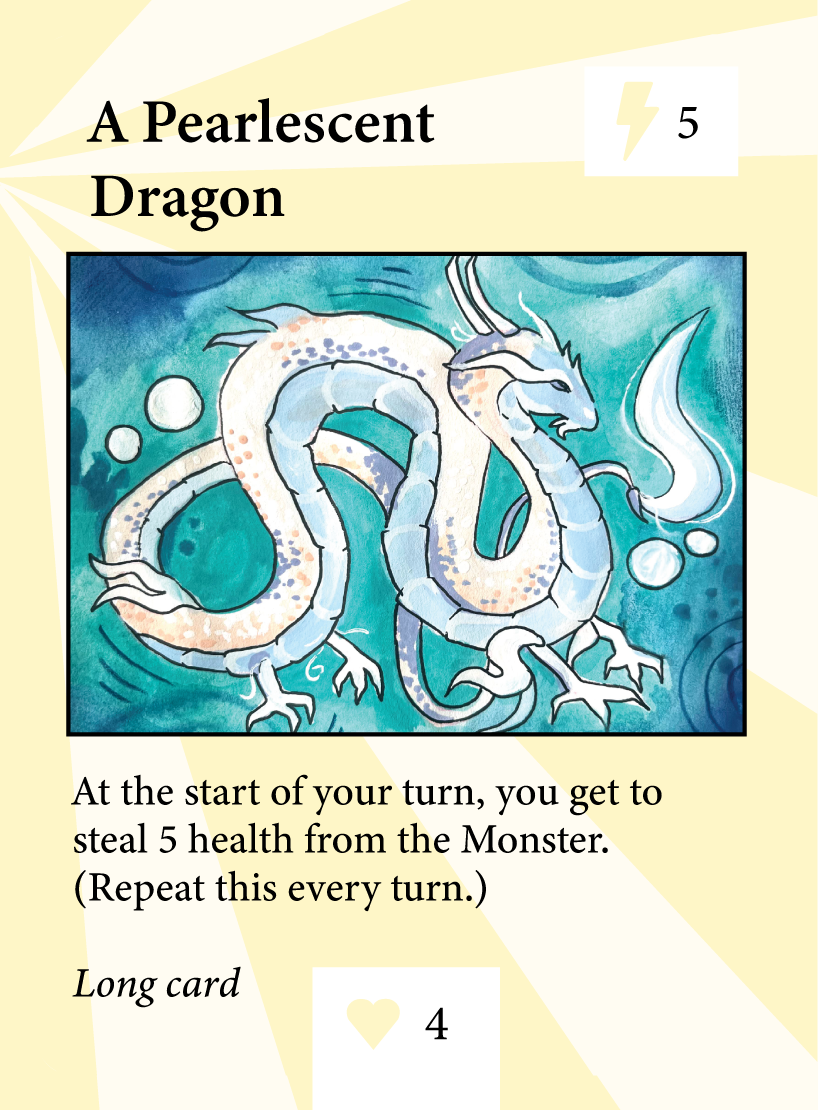 A Pearlescent
Dragon
5
At the start of your turn, you get to
steal 5 health from the Monster.
(Repeat this every turn.)
Long card
4